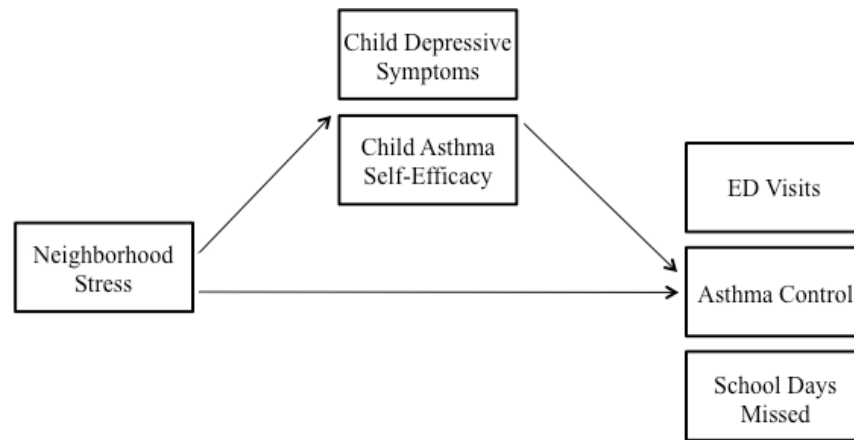 Child Depressive
Symptoms
Child Asthma
Self-Efficacy
ED Visits
Neighborhood
Stress
Asthma Control
School Days
Missed